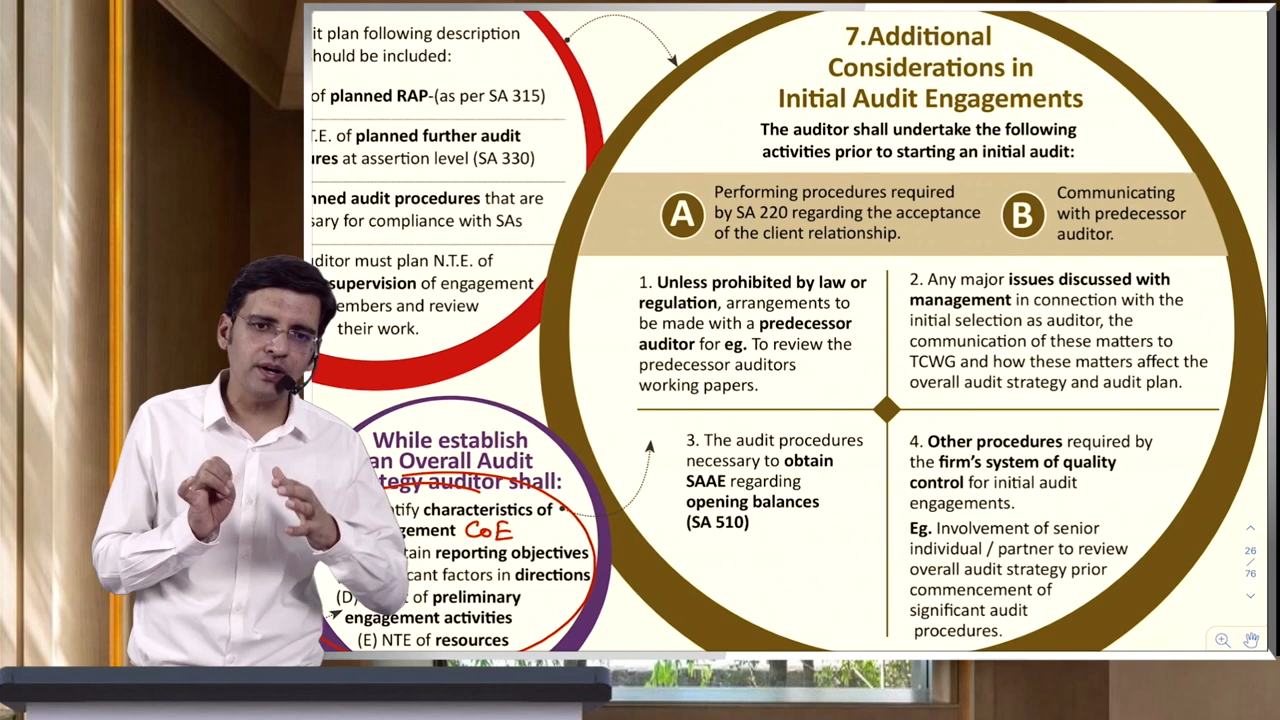 it plan following description
hould be included:
of planned RAP-(as per SA 315)
.T.E. of planned further audit
ures at assertion level (SA 330)
nned audit procedures that are
sary for compliance with SAs
ditor must plan N.T.E. of
supervision of engagement
embers and review
their work.
While establish
an Overall Audit
tegy auditor shall:
ntify characteristics of
gement CoE
tain reporting objectives
cant factors in directions
(D) of preliminary
engagement activities
(E) NTE of resources
7.Additional
Considerations in
Initial Audit Engagements
The auditor shall undertake the following
activities prior to starting an initial audit:
A
Performing procedures required
by SA 220 regarding the acceptance
of the client relationship.
B
Communicating
with predecessor
auditor.
1. Unless prohibited by law or
regulation, arrangements to
be made with a predecessor
auditor for eg. To review the
predecessor auditors
working papers.
2. Any major issues discussed with
management in connection with the
initial selection as auditor, the
communication of these matters to
TCWG and how these matters affect the
overall audit strategy and audit plan.
3. The audit procedures
necessary to obtain
SAAE regarding
opening balances
(SA 510)
4. Other procedures required by
the firm's system of quality
control for initial audit
engagements.
Eg. Involvement of senior
individual / partner to review
overall audit strategy prior
commencement of
significant audit
procedures.
26
/
76